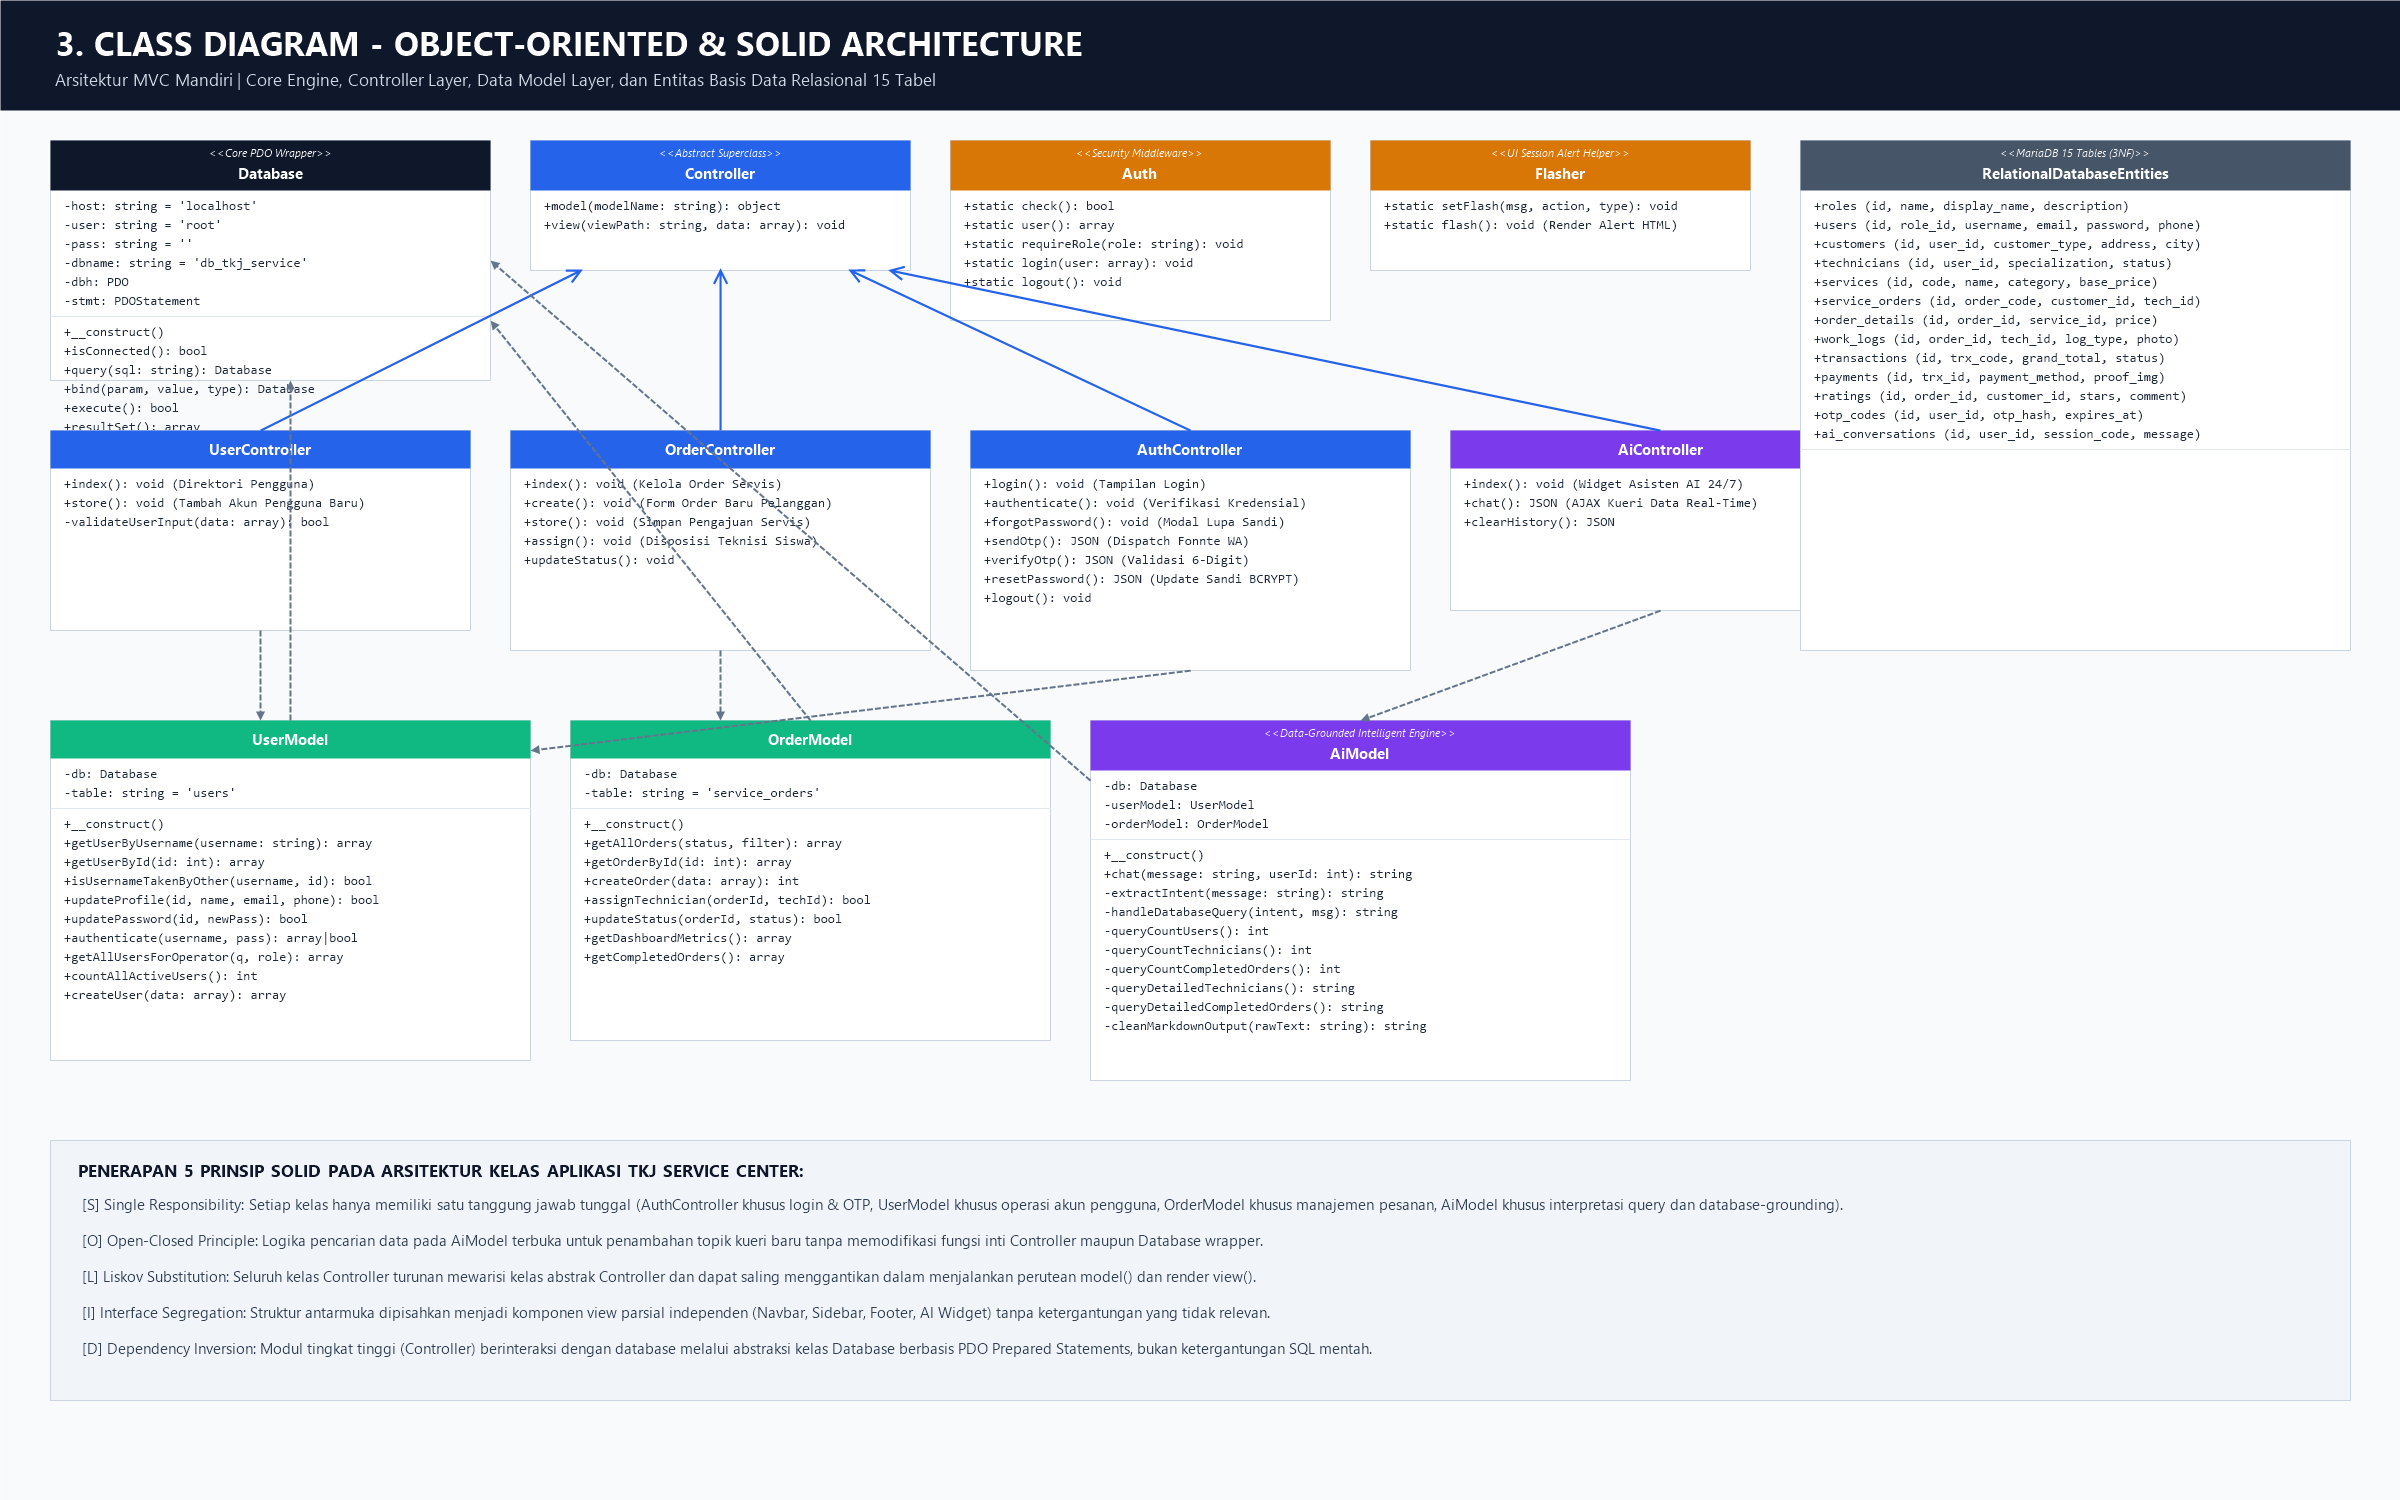 3. CLASS DIAGRAM - OBJECT-ORIENTED & SOLID ARCHITECTURE
Arsitektur MVC Mandiri | Core Engine, Controller Layer, Data Model Layer, dan Entitas Basis Data Relasional 15 Tabel
<<Core PDO Wrapper>>
Database
-host: string = 'localhost'
-user: string = 'root'
-pass: string = ''
-dbname: string = 'db_tkj_service'
-dbh: PDO
-stmt: PDOStatement
+__construct()
+isConnected(): bool
+query(sql: string): Database
+bind(param, value, type): Database
+execute(): bool
+resultSet(): array
<<Abstract Superclass>>
Controller
+model(modelName: string): object
+view(viewPath: string, data: array): void
<<Security Middleware>>
Auth
+static check(): bool
+static user(): array
+static requireRole(role: string): void
+static login(user: array): void
+static logout(): void
<<UI Session Alert Helper>>
Flasher
+static setFlash(msg, action, type): void
+static flash(): void (Render Alert HTML)
<<MariaDB 15 Tables (3NF)>>
RelationalDatabaseEntities
+roles (id, name, display_name, description)
+users (id, role_id, username, email, password, phone)
+customers (id, user_id, customer_type, address, city)
+technicians (id, user_id, specialization, status)
+services (id, code, name, category, base_price)
+service_orders (id, order_code, customer_id, tech_id)
+order_details (id, order_id, service_id, price)
+work_logs (id, order_id, tech_id, log_type, photo)
+transactions (id, trx_code, grand_total, status)
+payments (id, trx_id, payment_method, proof_img)
+ratings (id, order_id, customer_id, stars, comment)
+otp_codes (id, user_id, otp_hash, expires_at)
+ai_conversations (id, user_id, session_code, message)
UserController
+index(): void (Direktori Pengguna)
+store(): void (Tambah Akun Pengguna Baru)
-validateUserInput(data: array): bool
OrderController
+index(): void (Kelola Order Servis)
+create(): void (Form Order Baru Pelanggan)
+store(): void (Simpan Pengajuan Servis)
+assign(): void (Disposisi Teknisi Siswa)
+updateStatus(): void
AuthController
+login(): void (Tampilan Login)
+authenticate(): void (Verifikasi Kredensial)
+forgotPassword(): void (Modal Lupa Sandi)
+sendOtp(): JSON (Dispatch Fonnte WA)
+verifyOtp(): JSON (Validasi 6-Digit)
+resetPassword(): JSON (Update Sandi BCRYPT)
+logout(): void
AiController
+index(): void (Widget Asisten AI 24/7)
+chat(): JSON (AJAX Kueri Data Real-Time)
+clearHistory(): JSON
UserModel
-db: Database
-table: string = 'users'
+__construct()
+getUserByUsername(username: string): array
+getUserById(id: int): array
+isUsernameTakenByOther(username, id): bool
+updateProfile(id, name, email, phone): bool
+updatePassword(id, newPass): bool
+authenticate(username, pass): array|bool
+getAllUsersForOperator(q, role): array
+countAllActiveUsers(): int
+createUser(data: array): array
OrderModel
-db: Database
-table: string = 'service_orders'
+__construct()
+getAllOrders(status, filter): array
+getOrderById(id: int): array
+createOrder(data: array): int
+assignTechnician(orderId, techId): bool
+updateStatus(orderId, status): bool
+getDashboardMetrics(): array
+getCompletedOrders(): array
<<Data-Grounded Intelligent Engine>>
AiModel
-db: Database
-userModel: UserModel
-orderModel: OrderModel
+__construct()
+chat(message: string, userId: int): string
-extractIntent(message: string): string
-handleDatabaseQuery(intent, msg): string
-queryCountUsers(): int
-queryCountTechnicians(): int
-queryCountCompletedOrders(): int
-queryDetailedTechnicians(): string
-queryDetailedCompletedOrders(): string
-cleanMarkdownOutput(rawText: string): string
PENERAPAN 5 PRINSIP SOLID PADA ARSITEKTUR KELAS APLIKASI TKJ SERVICE CENTER:
[S] Single Responsibility: Setiap kelas hanya memiliki satu tanggung jawab tunggal (AuthController khusus login & OTP, UserModel khusus operasi akun pengguna, OrderModel khusus manajemen pesanan, AiModel khusus interpretasi query dan database-grounding).
[O] Open-Closed Principle: Logika pencarian data pada AiModel terbuka untuk penambahan topik kueri baru tanpa memodifikasi fungsi inti Controller maupun Database wrapper.
[L] Liskov Substitution: Seluruh kelas Controller turunan mewarisi kelas abstrak Controller dan dapat saling menggantikan dalam menjalankan perutean model() dan render view().
[I] Interface Segregation: Struktur antarmuka dipisahkan menjadi komponen view parsial independen (Navbar, Sidebar, Footer, AI Widget) tanpa ketergantungan yang tidak relevan.
[D] Dependency Inversion: Modul tingkat tinggi (Controller) berinteraksi dengan database melalui abstraksi kelas Database berbasis PDO Prepared Statements, bukan ketergantungan SQL mentah.